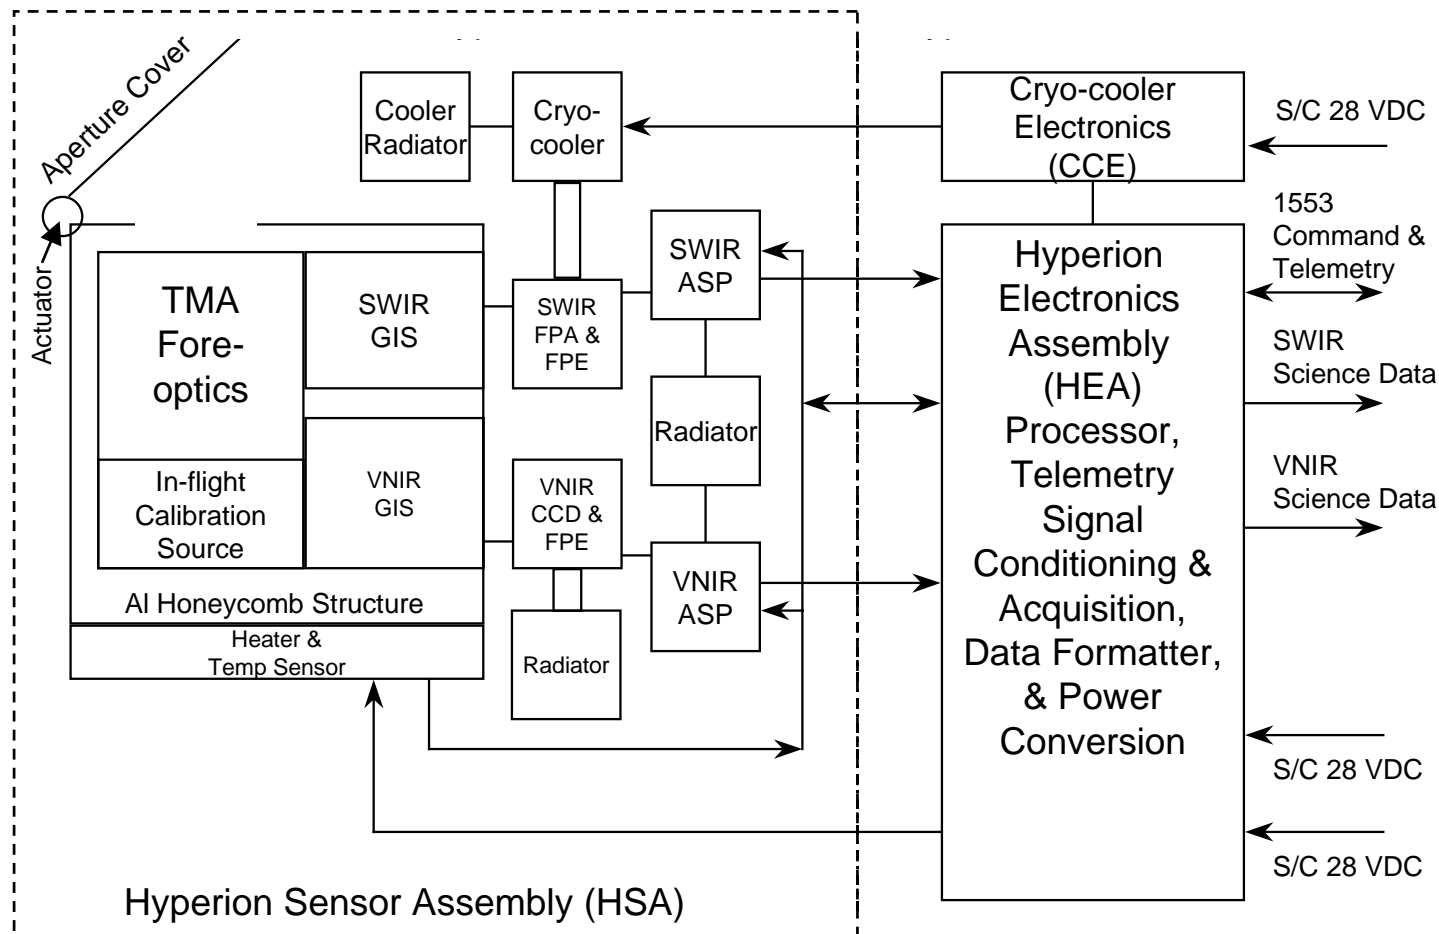 Aperture Cover
Actuator
Cooler
Radiator
Cryo-
cooler
Cryo-cooler
Electronics
(CCE)
S/C 28 VDC
1553
Command &
Telemetry
TMA
Fore-
optics
SWIR
GIS
SWIR
FPA &
FPE
SWIR
ASP
Hyperion
Electronics
Assembly
(HEA)
Processor,
Telemetry
Signal
Conditioning &
Acquisition,
Data Formatter,
& Power
Conversion
SWIR
Science Data
Radiator
VNIR
Science Data
In-flight
Calibration
Source
VNIR
GIS
VNIR
CCD &
FPE
VNIR
ASP
Al Honeycomb Structure
Heater &
Temp Sensor
Radiator
S/C 28 VDC
S/C 28 VDC
Hyperion Sensor Assembly (HSA)